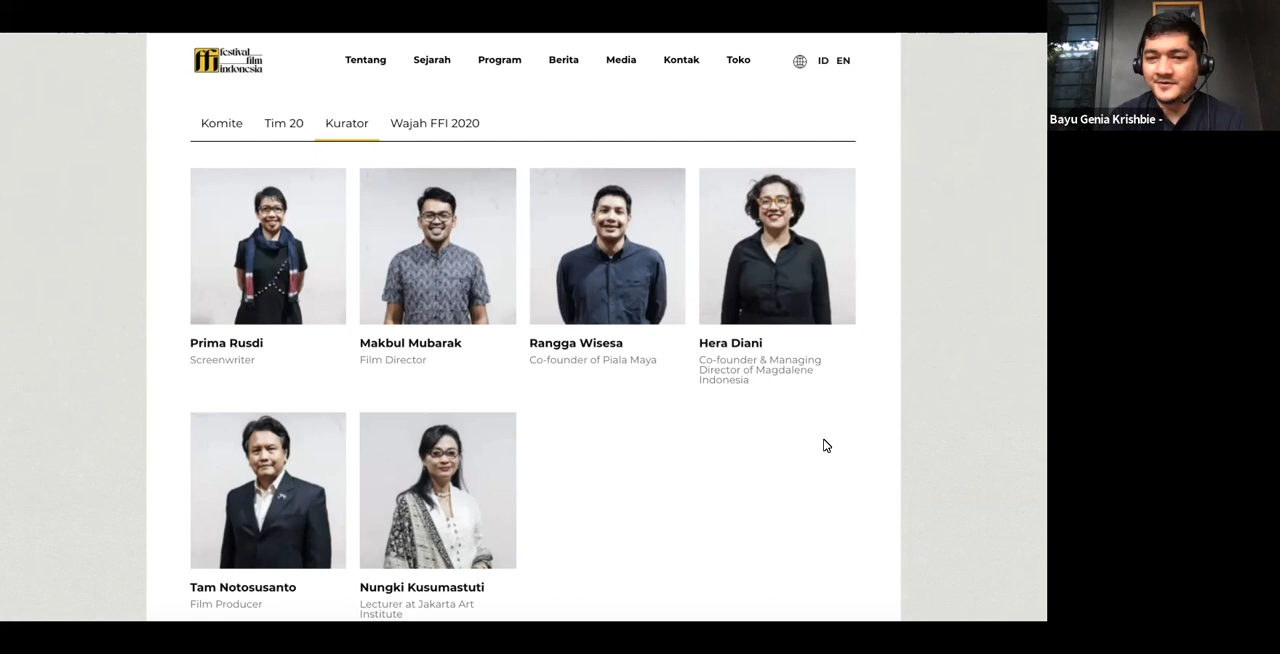 festival
film
indonesia
ffi
Tentang Sejarah Program Berita Media Kontak Toko ID EN
Komite Tim 20 Kurator Wajah FFI 2020
Prima Rusdi
Screenwriter
Makbul Mubarak
Film Director
Rangga Wisesa
Co-founder of Piala Maya
Hera Diani
Co-founder & Managing
Director of Magdalene
Indonesia
Tam Notosusanto
Film Producer
Nungki Kusumastuti
Lecturer at Jakarta Art
Institute
Bayu Genia Krishbie -